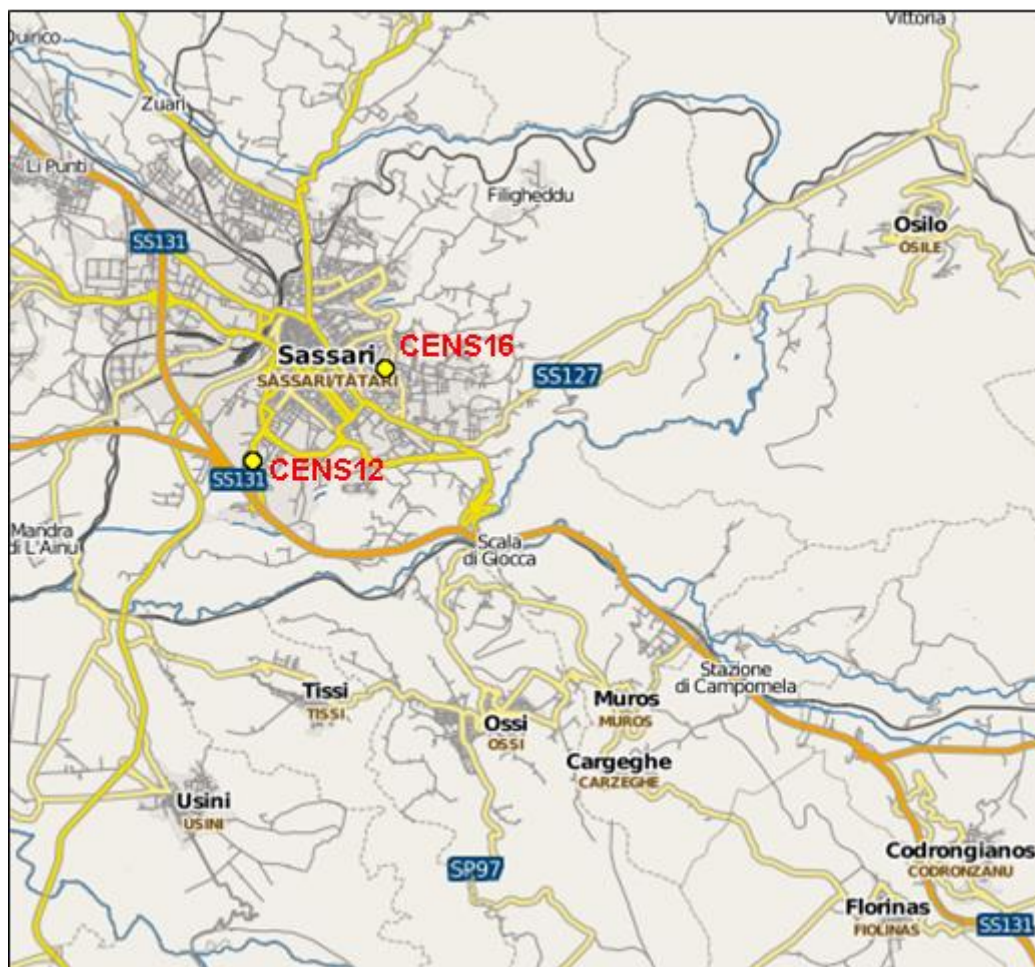 Vittoria
Quirico
Zuari
Li Punti
Filigheddu
Osilo
OSILE
SS131
CENS16
Sassari
SASSARI/TÀTARI
SS127
CENS12
SS131
Mandra
di L'Ainu
Scala
di Giocca
Stazione
di Campomela
Tissi
TISSI
Muros
MUROS
Ossi
OSSI
Cargeghe
CARZEGHE
Usini
USINI
Codrongianos
CODRONZANU
SP97
Florinas
FIOLINAS
SS131